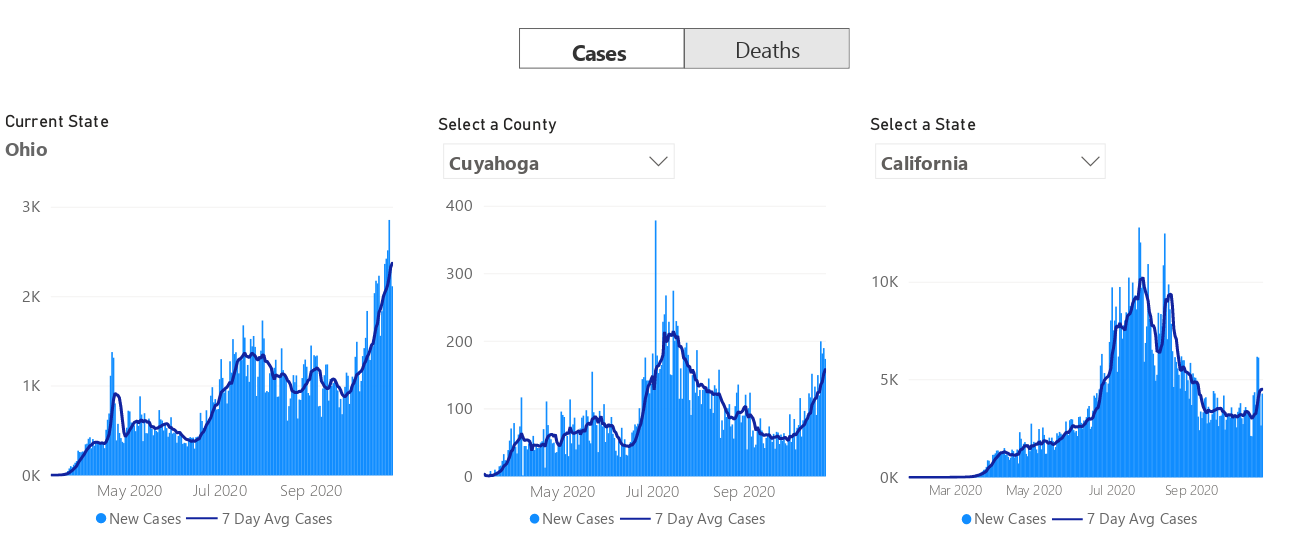 Cases Deaths
Current State
Ohio
Select a County
Cuyahoga
Select a State
California
3K
2K
1K
0K
May 2020 Jul 2020 Sep 2020
New Cases 7 Day Avg Cases
400
300
200
100
0
May 2020 Jul 2020 Sep 2020
New Cases 7 Day Avg Cases
10K
5K
0K
Mar 2020 May 2020 Jul 2020 Sep 2020
New Cases 7 Day Avg Cases